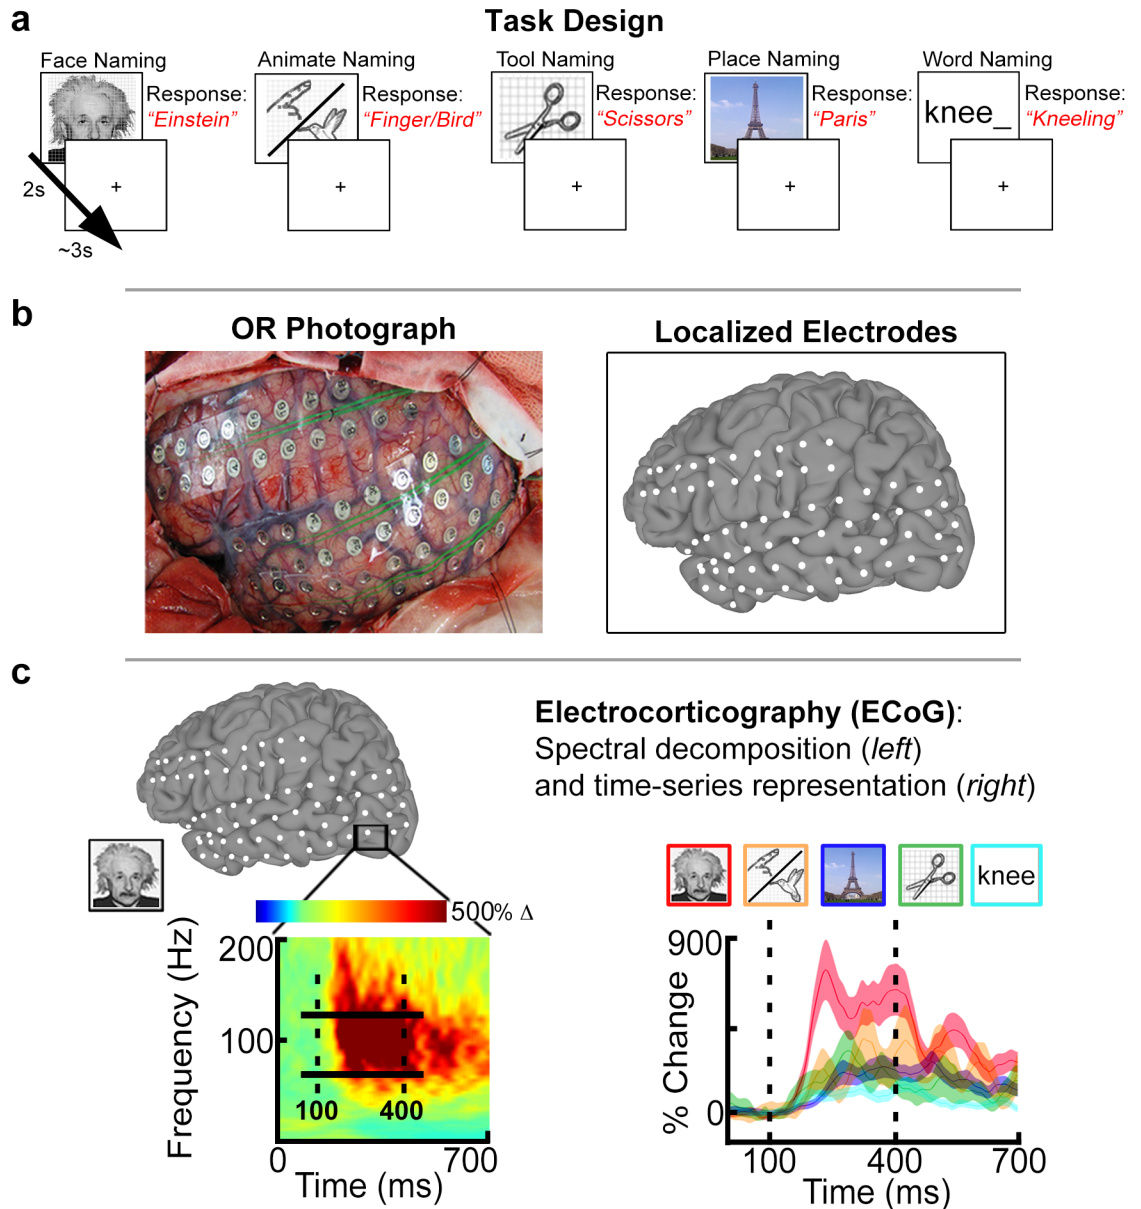 a
Task Design
Face Naming
Response:
“Einstein”
2s
~3s
+
Animate Naming
Response:
“Finger/Bird”
+
Tool Naming
Response:
“Scissors”
+
Place Naming
Response:
“Paris”
+
Word Naming
knee_
Response:
“Kneeling”
+
b
OR Photograph
Localized Electrodes
c
Electrocorticography (ECoG):
Spectral decomposition (left)
and time-series representation (right)
500% Δ
Frequency (Hz)
200
100
100
400
0
700
Time (ms)
knee
% Change
900
0
100
400
700
Time (ms)